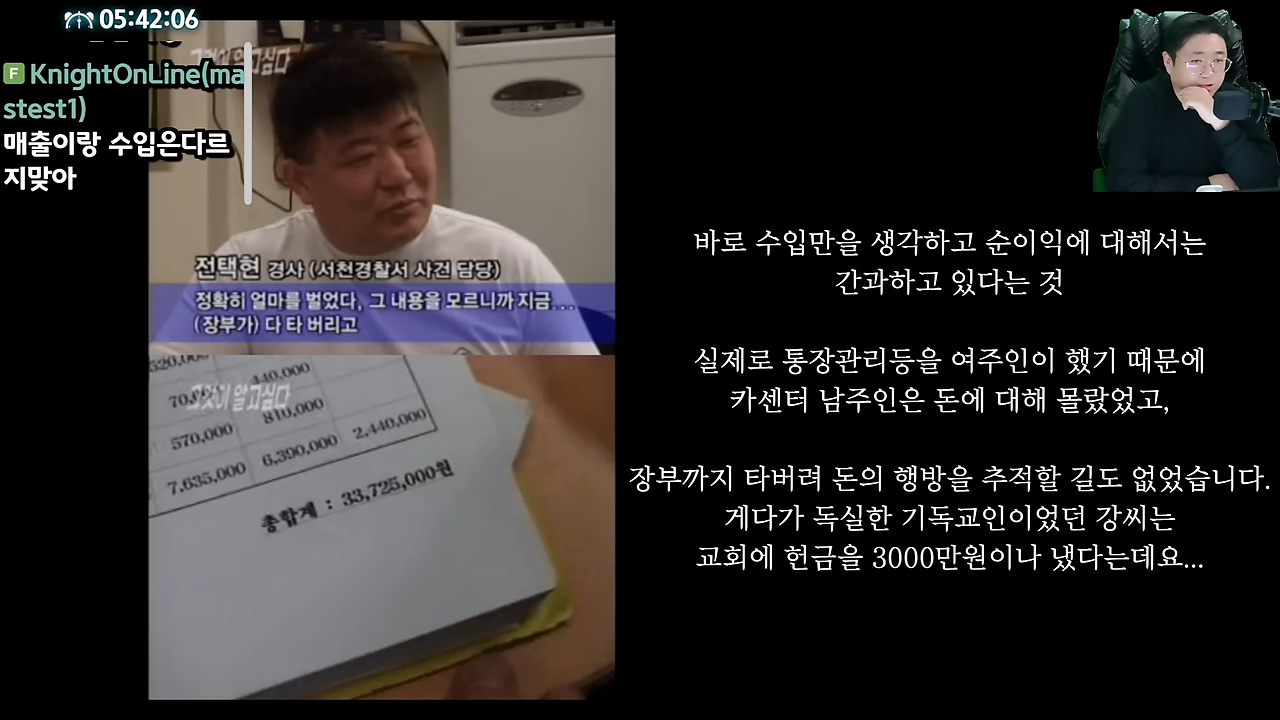 05:42:06
F KnightOnLine(ma
stest1)
매출이랑 수입은다르
지맞아
그것이 알고싶다
전택현 경사 (서천경찰서 사건 담당)
정확히 얼마를 벌었다, 그 내용을 모르니까 지금...
(장부가) 다 타 버리고
그것이 알고싶다
520,000
140,000
570,000
810,000
7,635,000 6,390,000 2,440,000
총합계 : 33,725,000원
바로 수입만을 생각하고 순이익에 대해서는
간과하고 있다는 것
실제로 통장관리등을 여주인이 했기 때문에
카센터 남주인은 돈에 대해 몰랐었고,
장부까지 타버려 돈의 행방을 추적할 길도 없었습니다.
게다가 독실한 기독교인이었던 강씨는
교회에 헌금을 3000만원이나 냈다는데요...